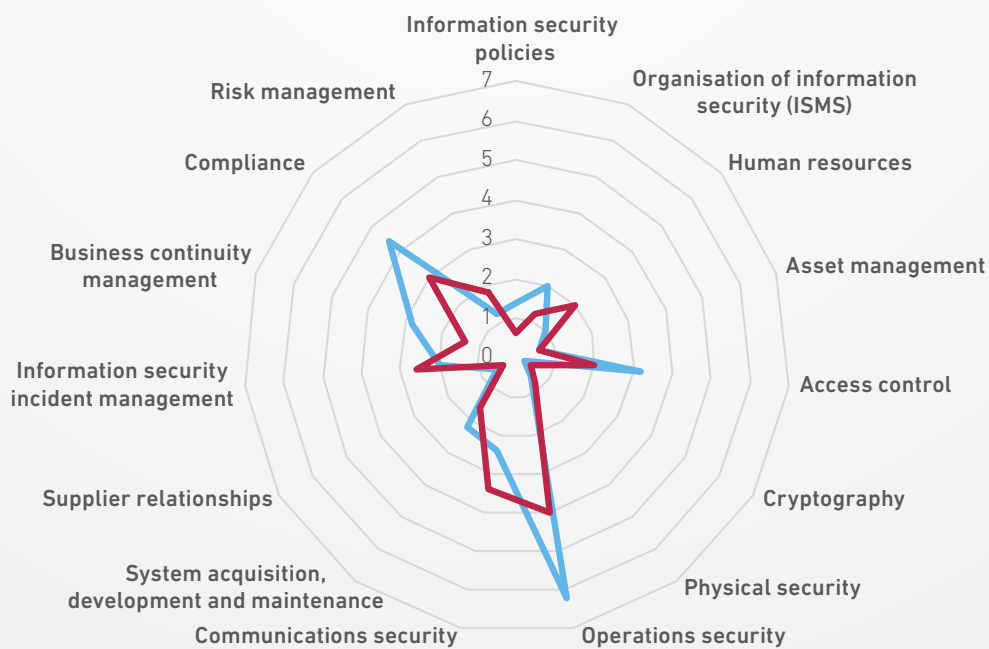 Information security
policies
Organisation of information
security (ISMS)
Human resources
Asset management
Access control
Cryptography
Physical security
Operations security
Communications security
System acquisition,
development and maintenance
Supplier relationships
Information security
incident management
Business continuity
management
Compliance
Risk management
7
6
5
4
3
2
1
0